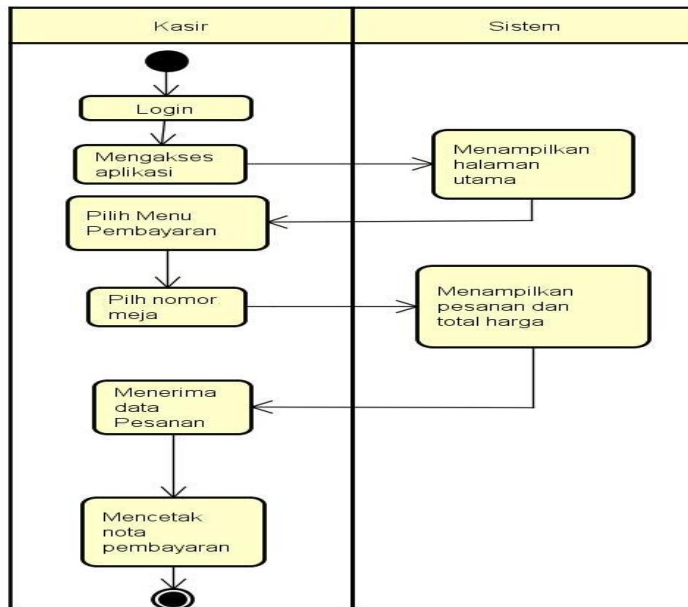 Kasir
Sistem
Login
Mengakses
aplikasi
Menampilkan
halaman
utama
Pilih Menu
Pembayaran
Pilh nomor
meja
Menampilkan
pesanan dan
total harga
Menerima
data
Pesanan
Mencetak
nota
pembayaran